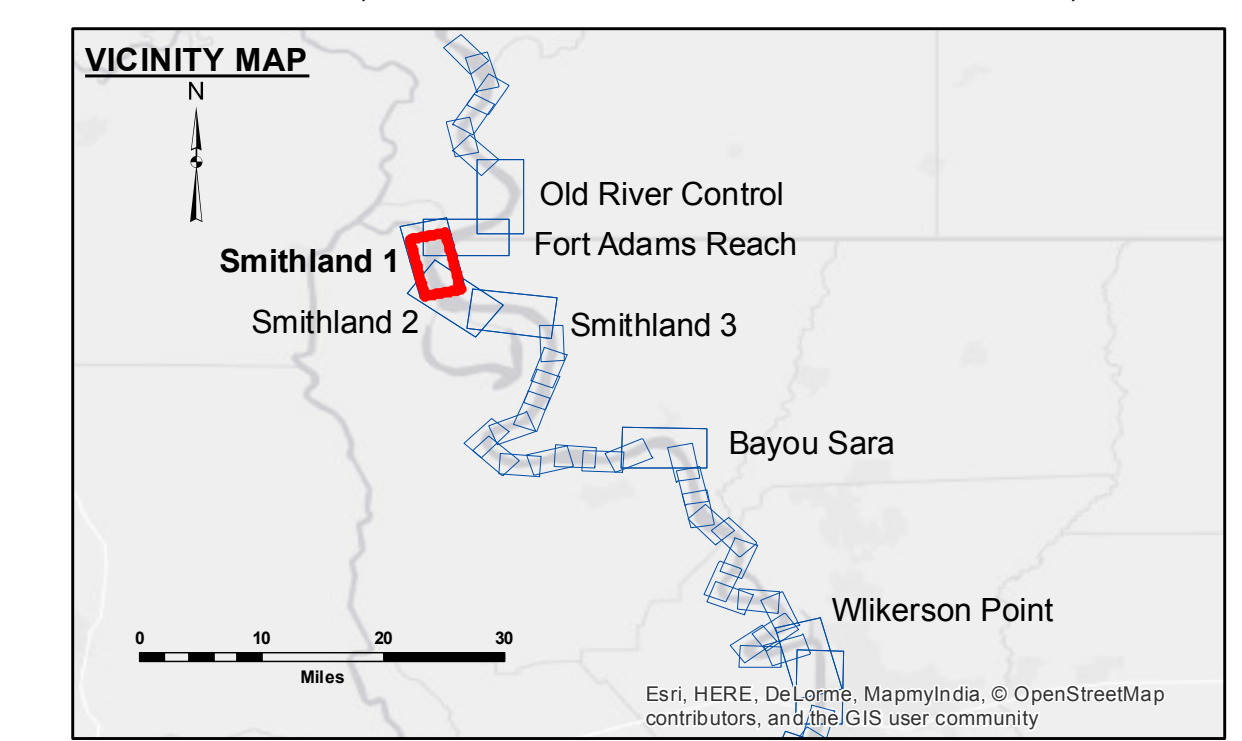 VICINITY MAP
N
Old River Control
Fort Adams Reach
Smithland 1
Smithland 2
Smithland 3
Bayou Sara
Wlikerson Point
0 10 20 30
Miles
Esri, HERE, DeLorme, MapmyIndia, © OpenStreetMap
contributors, and the GIS user community